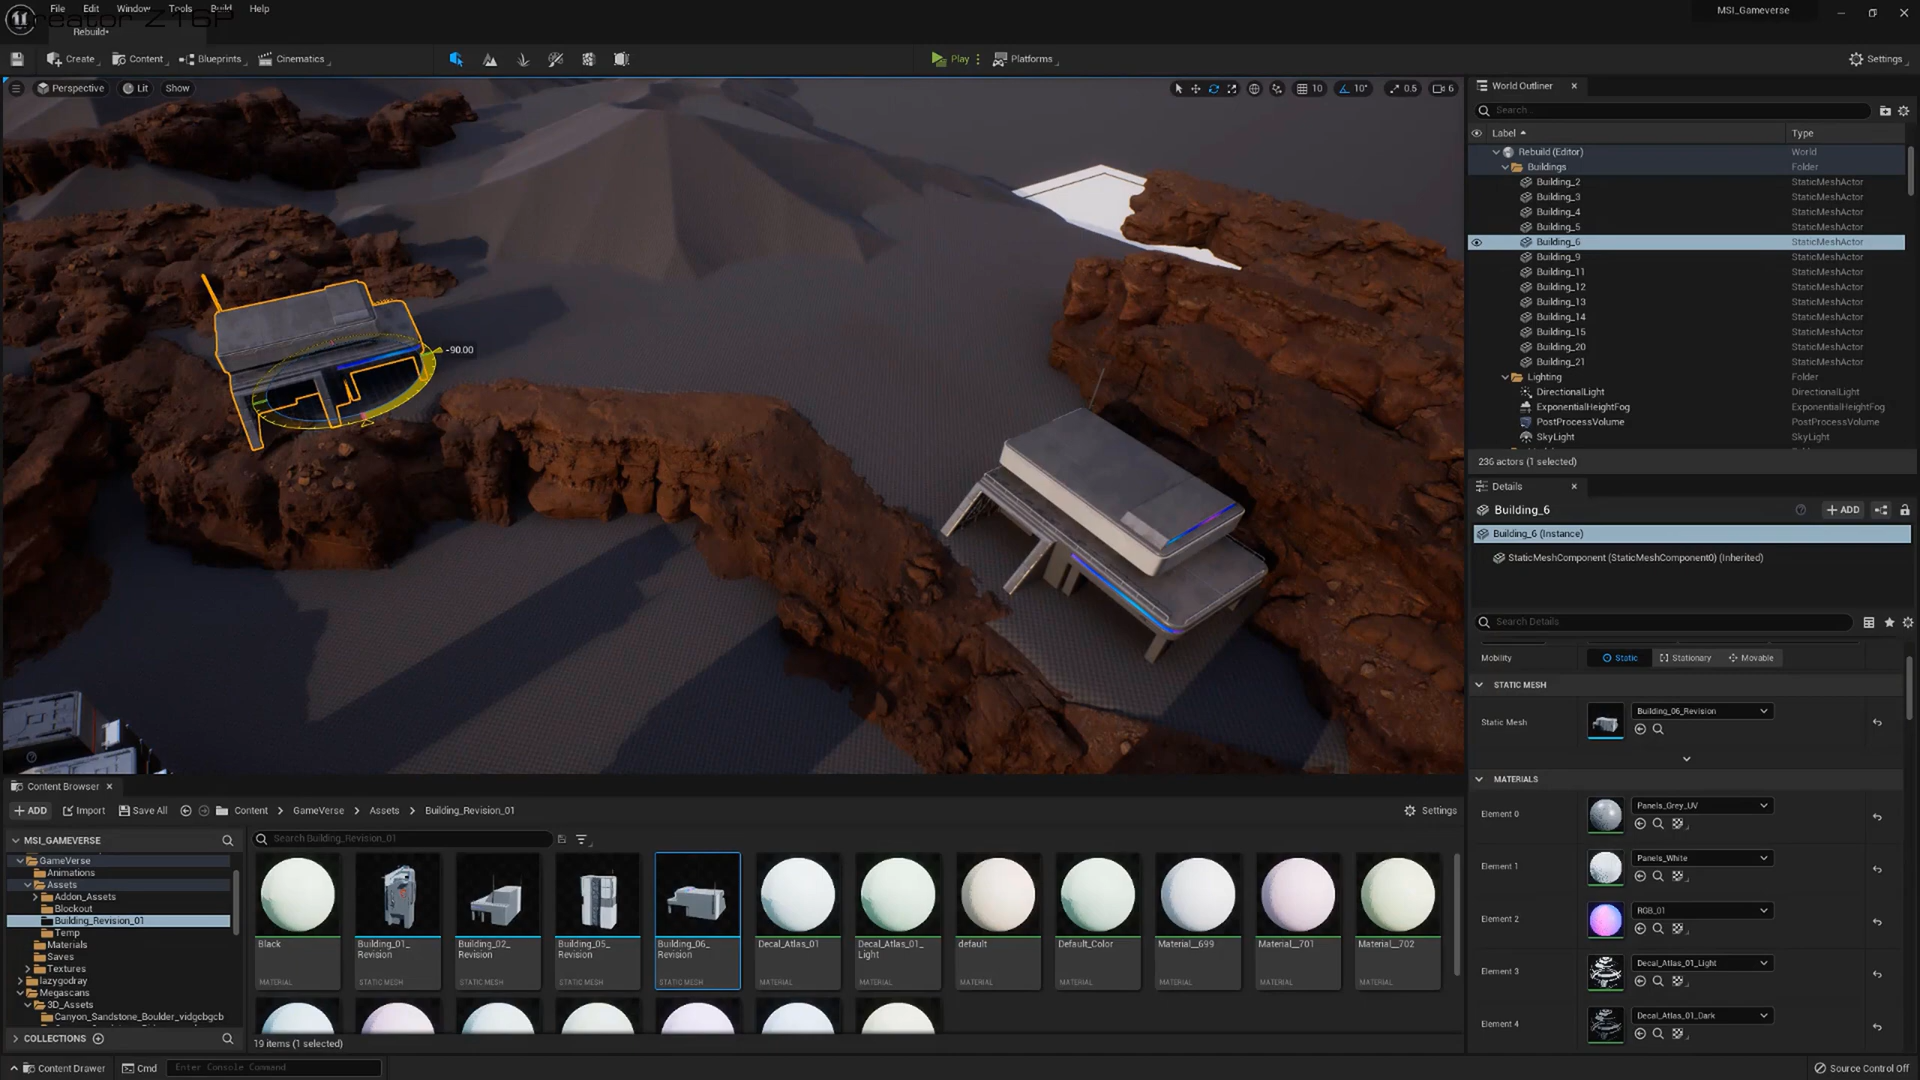 Creator Z16P
File Edit Window Tools Build Help
MSI_Gameverse
Rebuild•
Create Content Blueprints Cinematics
Play Platforms
Settings
Perspective Lit Show
10 10° 0.5 6
-90.00
World Outliner
Search...
Label Type
Rebuild (Editor) World
Buildings Folder
Building_2 StaticMeshActor
Building_3 StaticMeshActor
Building_4 StaticMeshActor
Building_5 StaticMeshActor
Building_6 StaticMeshActor
Building_9 StaticMeshActor
Building_11 StaticMeshActor
Building_12 StaticMeshActor
Building_13 StaticMeshActor
Building_14 StaticMeshActor
Building_15 StaticMeshActor
Building_20 StaticMeshActor
Building_21 StaticMeshActor
Lighting Folder
DirectionalLight DirectionalLight
ExponentialHeightFog ExponentialHeightFog
PostProcessVolume PostProcessVolume
SkyLight SkyLight
236 actors (1 selected)
Details
Building_6
+ ADD
Building_6 (Instance)
StaticMeshComponent (StaticMeshComponent0) (Inherited)
Search Details
Mobility Static Stationary Movable
STATIC MESH
Static Mesh Building_06_Revision
MATERIALS
Element 0 Panels_Grey_UV
Element 1 Panels_White
Element 2 RGB_01
Element 3 Decal_Atlas_01_Light
Element 4 Decal_Atlas_01_Dark
Content Browser
+ ADD Import Save All Content GameVerse Assets Building_Revision_01
Settings
MSI_GAMEVERSE
GameVerse
Animations
Assets
Addon_Assets
Blockout
Building_Revision_01
Temp
Materials
Saves
Textures
lazygodray
Megascans
3D_Assets
Canyon_Sandstone_Boulder_vidgcbgcb
COLLECTIONS
Search Building_Revision_01
Black
MATERIAL
Building_01_
Revision
STATIC MESH
Building_02_
Revision
STATIC MESH
Building_05_
Revision
STATIC MESH
Building_06_
Revision
STATIC MESH
Decal_Atlas_01
MATERIAL
Decal_Atlas_01_
Light
MATERIAL
default
MATERIAL
Default_Color
MATERIAL
Material__699
MATERIAL
Material__701
MATERIAL
Material__702
MATERIAL
19 items (1 selected)
Content Drawer Cmd Enter Console Command
Source Control Off